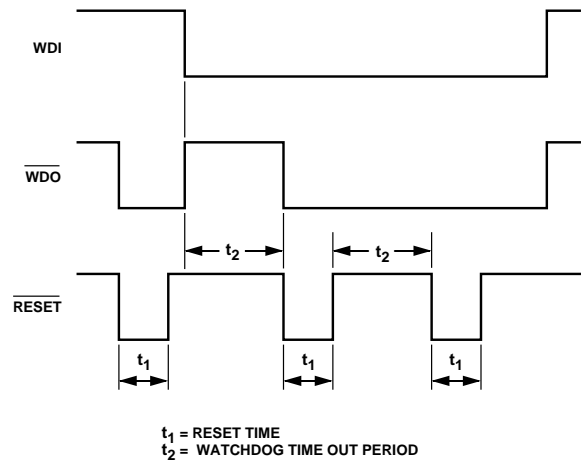 WDI
WDO
t2
t2
RESET
t1
t1
t1
t1 = RESET TIME
t2 = WATCHDOG TIME OUT PERIOD